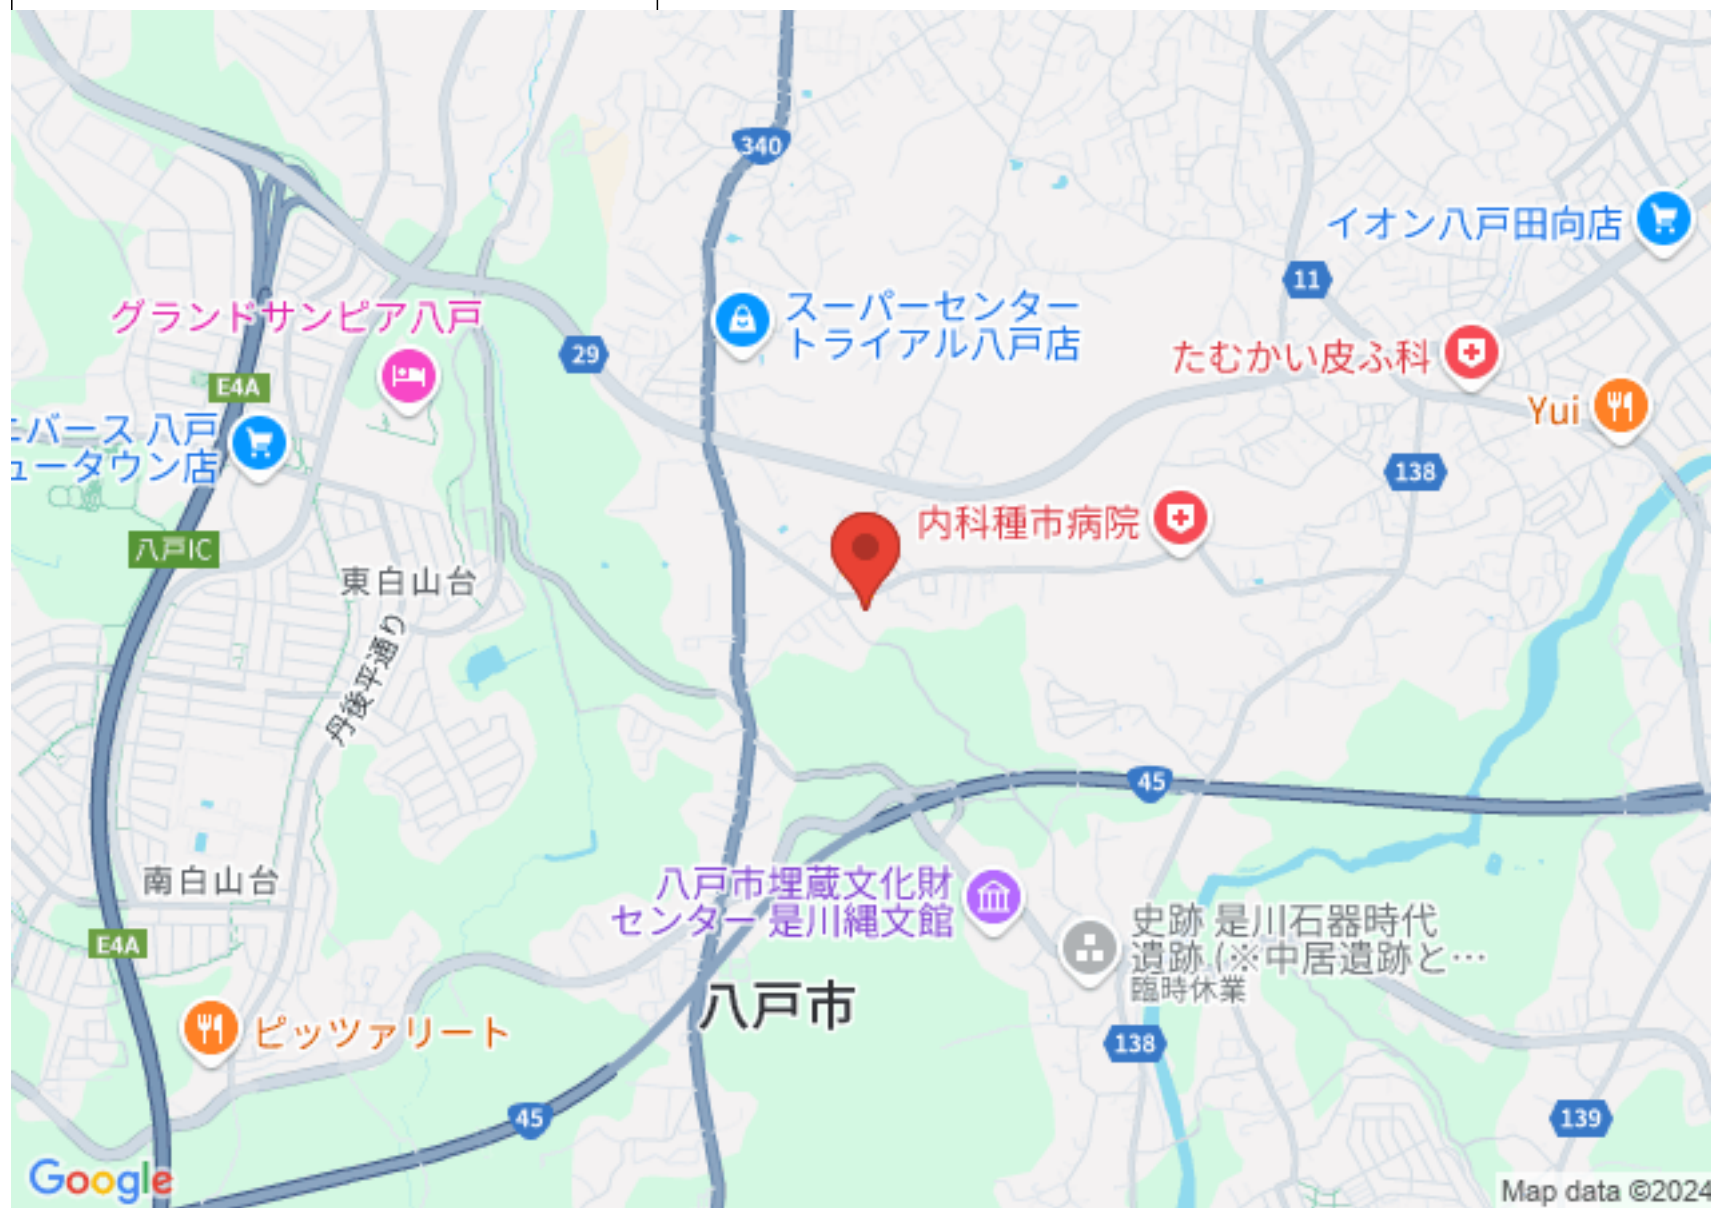 340
イオン八戸田向店
11
グランドサンピア八戸
スーパーセンター
トライアル八戸店
29
たむかい皮ふ科
E4A
Yui
バース 八戸
ュータウン店
138
内科種市病院
八戸IC
東白山台
丹後平通り
45
南白山台
八戸市埋蔵文化財
センター 是川縄文館
史跡 是川石器時代
遺跡 (※中居遺跡と…
臨時休業
E4A
八戸市
ピッツァリート
138
45
139
Google
Map data ©2024